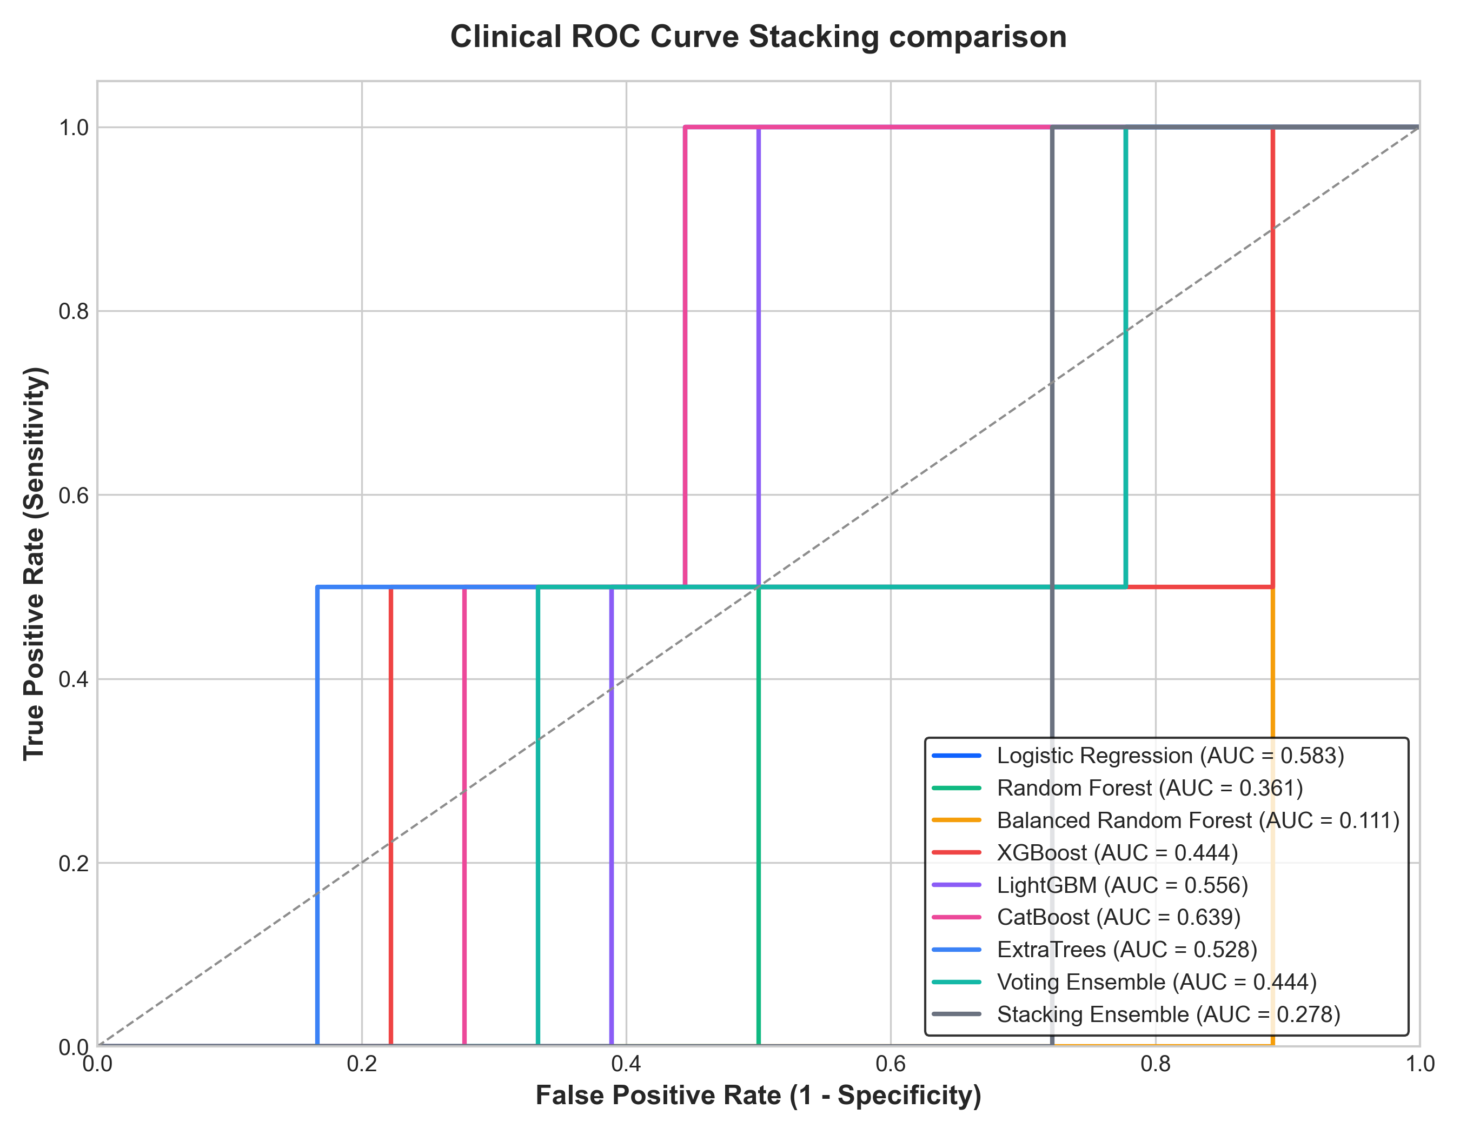 Clinical ROC Curve Stacking comparison
True Positive Rate (Sensitivity)
1.0
0.8
0.6
0.4
0.2
0.0
0.0 0.2 0.4 0.6 0.8 1.0
False Positive Rate (1 - Specificity)
Logistic Regression (AUC = 0.583)
Random Forest (AUC = 0.361)
Balanced Random Forest (AUC = 0.111)
XGBoost (AUC = 0.444)
LightGBM (AUC = 0.556)
CatBoost (AUC = 0.639)
ExtraTrees (AUC = 0.528)
Voting Ensemble (AUC = 0.444)
Stacking Ensemble (AUC = 0.278)